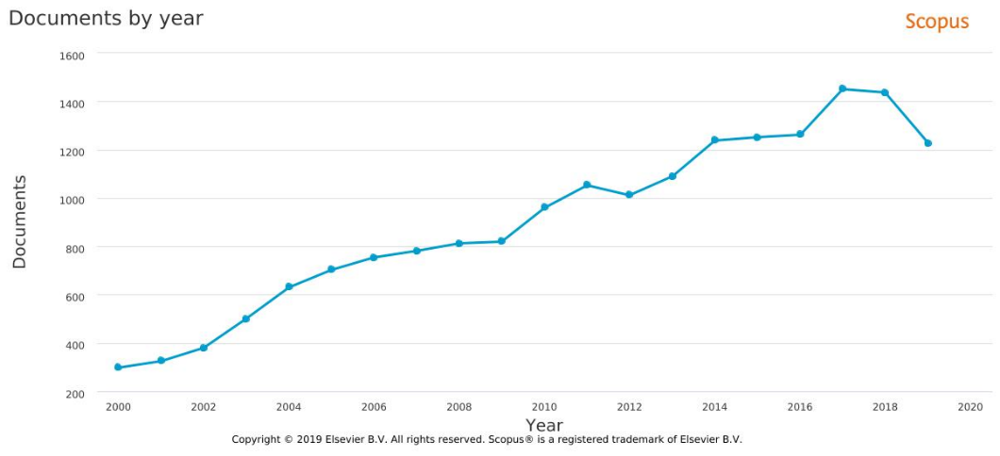 Documents by year
Scopus
1600
1400
1200
1000
800
600
400
200
Documents
2000 2002 2004 2006 2008 2010 2012 2014 2016 2018 2020
Year
Copyright © 2019 Elsevier B.V. All rights reserved. Scopus® is a registered trademark of Elsevier B.V.